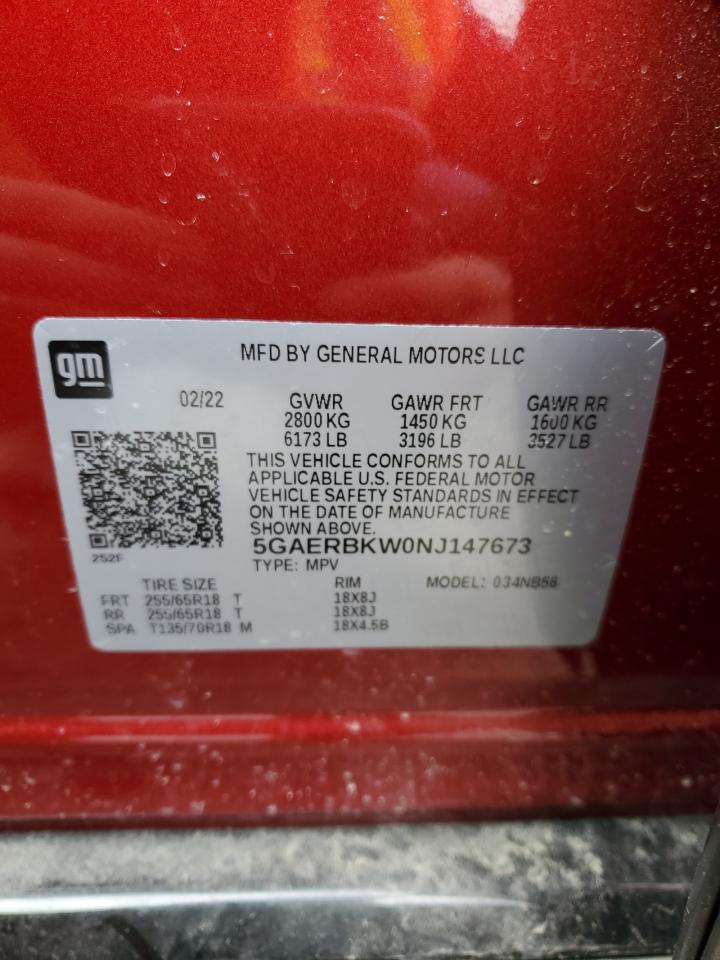 gm
MFD BY GENERAL MOTORS LLC
02/22 GVWR GAWR FRT GAWR RR
2800 KG 1450 KG 1600 KG
6173 LB 3196 LB 3527 LB
THIS VEHICLE CONFORMS TO ALL
APPLICABLE U.S. FEDERAL MOTOR
VEHICLE SAFETY STANDARDS IN EFFECT
ON THE DATE OF MANUFACTURE
SHOWN ABOVE.
252F
5GAERBKW0NJ147673
TYPE: MPV MODEL: 034NB56
TIRE SIZE RIM
FRT 255/65R18 T 18X8J
RR 255/65R18 T 18X8J
SPA T135/70R18 M 18X4.5B